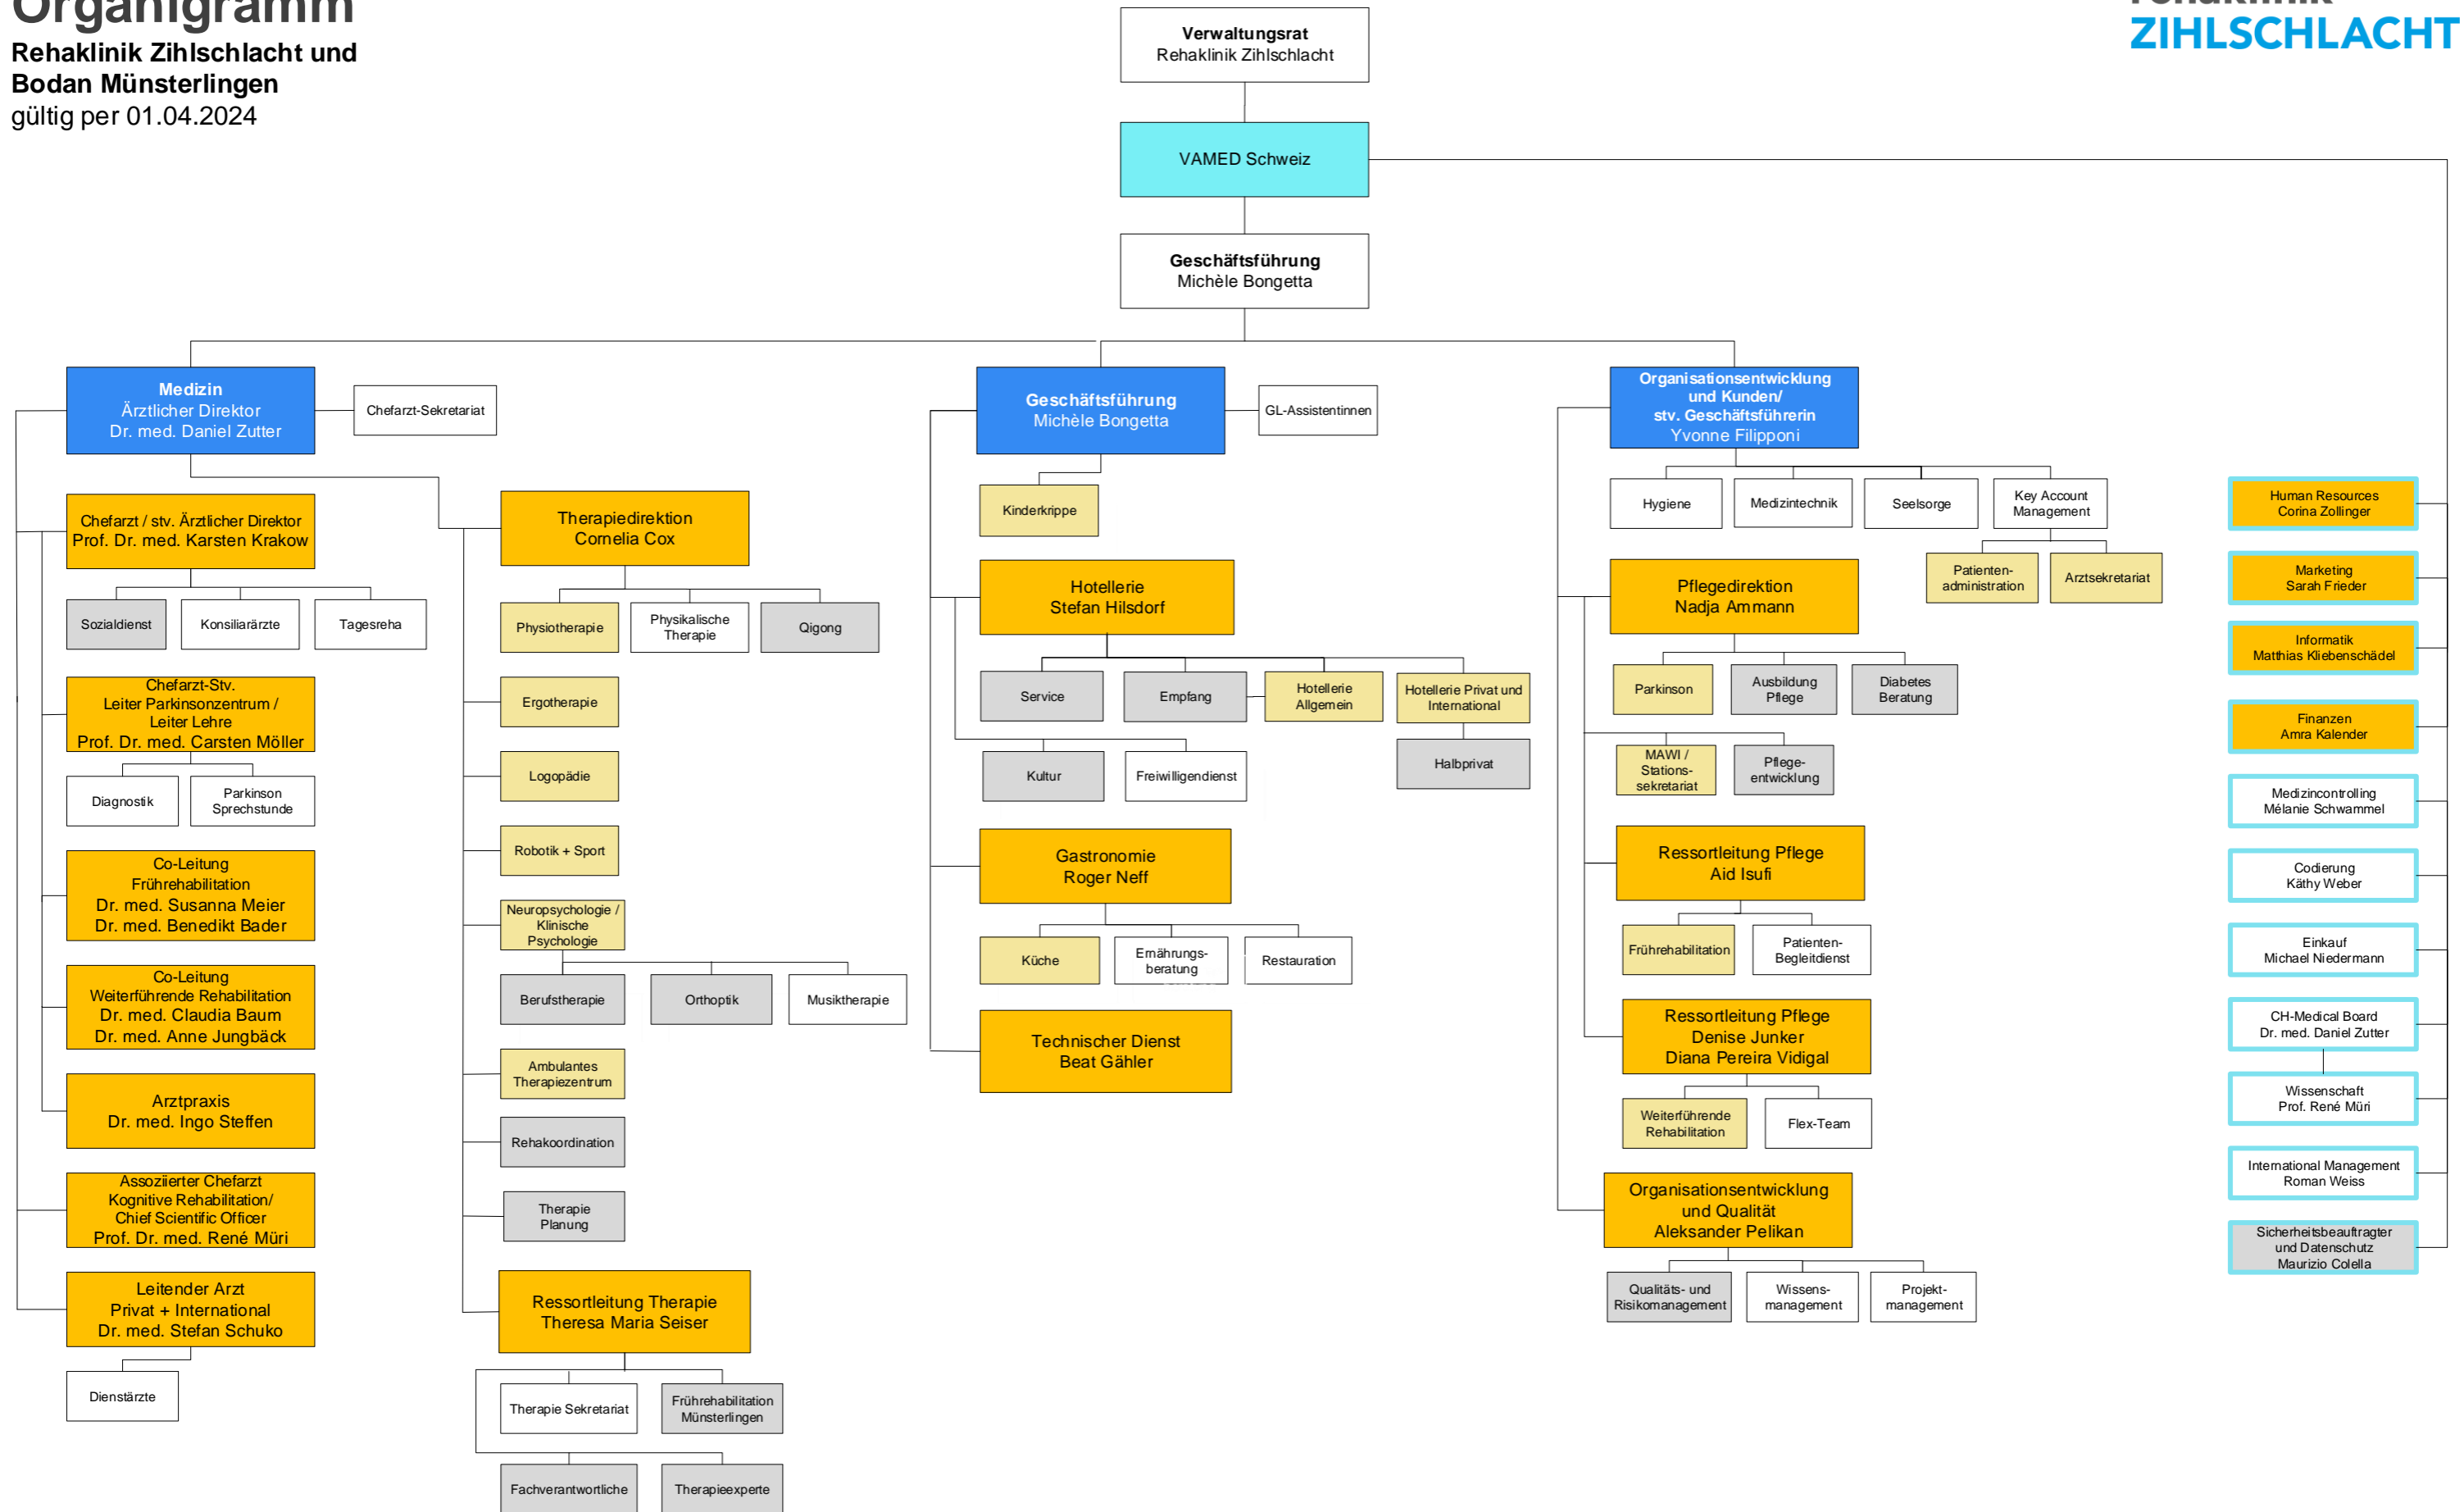 Organigramm
Rehaklinik Zihlschlacht und
Bodan Münsterlingen
gültig per 01.04.2024
rehaklinik
ZIHLSCHLACHT
Verwaltungsrat
Rehaklinik Zihlschlacht
VAMED Schweiz
Geschäftsführung
Michèle Bongetta
Medizin
Ärztlicher Direktor
Dr. med. Daniel Zutter
Chefarzt-Sekretariat
Chefarzt / stv. Ärztlicher Direktor
Prof. Dr. med. Karsten Krakow
Sozialdienst
Konsiliarärzte
Tagesreha
Chefarzt-Stv.
Leiter Parkinsonzentrum /
Leiter Lehre
Prof. Dr. med. Carsten Möller
Diagnostik
Parkinson
Sprechstunde
Co-Leitung
Frührehabilitation
Dr. med. Susanna Meier
Dr. med. Benedikt Bader
Co-Leitung
Weiterführende Rehabilitation
Dr. med. Claudia Baum
Dr. med. Anne Jungbäck
Arztpraxis
Dr. med. Ingo Steffen
Assoziierter Chefarzt
Kognitive Rehabilitation/
Chief Scientific Officer
Prof. Dr. med. René Müri
Leitender Arzt
Privat + International
Dr. med. Stefan Schuko
Dienstärzte
Therapiedirektion
Cornelia Cox
Physiotherapie
Physikalische
Therapie
Qigong
Ergotherapie
Logopädie
Robotik + Sport
Neuropsychologie /
Klinische
Psychologie
Berufstherapie
Orthoptik
Musiktherapie
Ambulantes
Therapiezentrum
Rehakoordination
Therapie
Planung
Ressortleitung Therapie
Theresa Maria Seiser
Therapie Sekretariat
Frührehabilitation
Münsterlingen
Fachverantwortliche
Therapieexperte
Geschäftsführung
Michèle Bongetta
GL-Assistentinnen
Kinderkrippe
Hotellerie
Stefan Hilsdorf
Service
Empfang
Hotellerie
Allgemein
Hotellerie Privat und
International
Kultur
Freiwilligendienst
Halbprivat
Gastronomie
Roger Neff
Küche
Ernährungs-
beratung
Restauration
Technischer Dienst
Beat Gähler
Organisationsentwicklung
und Kunden/
stv. Geschäftsführerin
Yvonne Filipponi
Hygiene
Medizintechnik
Seelsorge
Key Account
Management
Patienten-
administration
Arztsekretariat
Pflegedirektion
Nadja Ammann
Parkinson
Ausbildung
Pflege
Diabetes
Beratung
MAWI /
Stations-
sekretariat
Pflege-
entwicklung
Ressortleitung Pflege
Aid Isufi
Frührehabilitation
Patienten-
Begleitdienst
Ressortleitung Pflege
Denise Junker
Diana Pereira Vidigal
Weiterführende
Rehabilitation
Flex-Team
Organisationsentwicklung
und Qualität
Aleksander Pelikan
Qualitäts- und
Risikomanagement
Wissens-
management
Projekt-
management
Human Resources
Corina Zollinger
Marketing
Sarah Frieder
Informatik
Matthias Kliebenschädel
Finanzen
Amra Kalender
Medizincontrolling
Mélanie Schwammel
Codierung
Käthy Weber
Einkauf
Michael Niedermann
CH-Medical Board
Dr. med. Daniel Zutter
Wissenschaft
Prof. René Müri
International Management
Roman Weiss
Sicherheitsbeauftragter
und Datenschutz
Maurizio Colella